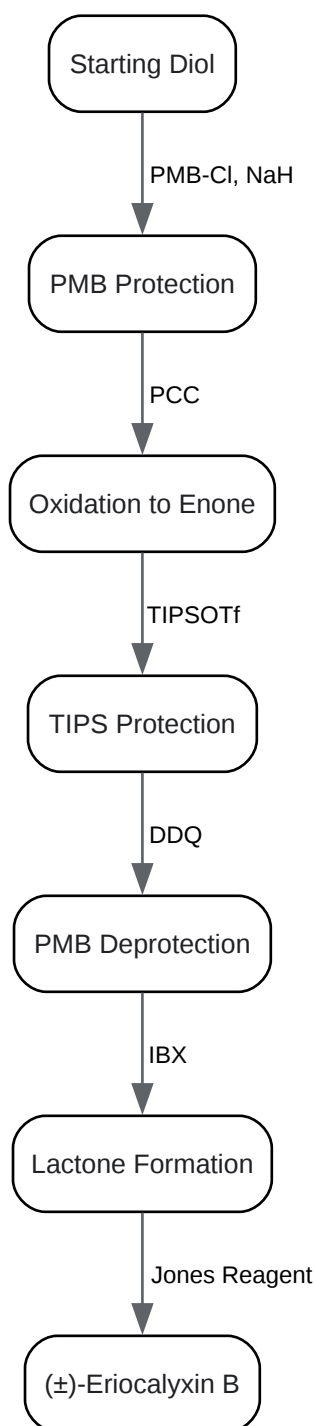 Starting Diol
PMB-Cl, NaH
PMB Protection
PCC
Oxidation to Enone
TIPSOTf
TIPS Protection
DDQ
PMB Deprotection
IBX
Lactone Formation
Jones Reagent
(±)-Eriocalyxin B